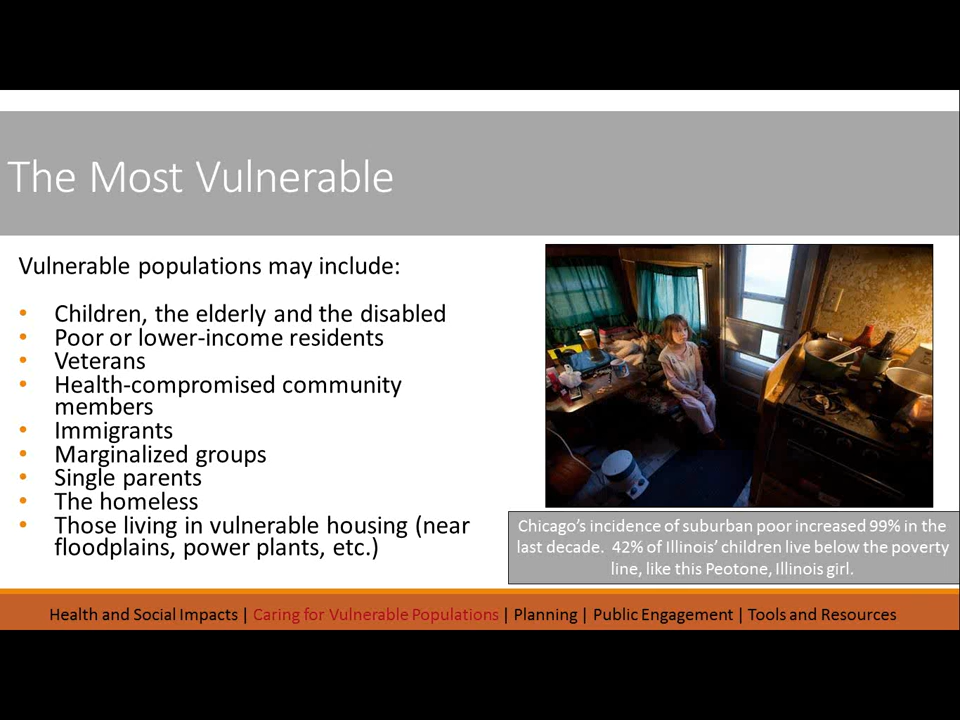 The Most Vulnerable
Vulnerable populations may include:
• Children, the elderly and the disabled
• Poor or lower-income residents
• Veterans
• Health-compromised community
members
• Immigrants
• Marginalized groups
• Single parents
• The homeless
• Those living in vulnerable housing (near
floodplains, power plants, etc.)
Chicago's incidence of suburban poor increased 99% in the
last decade. 42% of Illinois' children live below the poverty
line, like this Peotone, Illinois girl.
Health and Social Impacts | Caring for Vulnerable Populations | Planning | Public Engagement | Tools and Resources